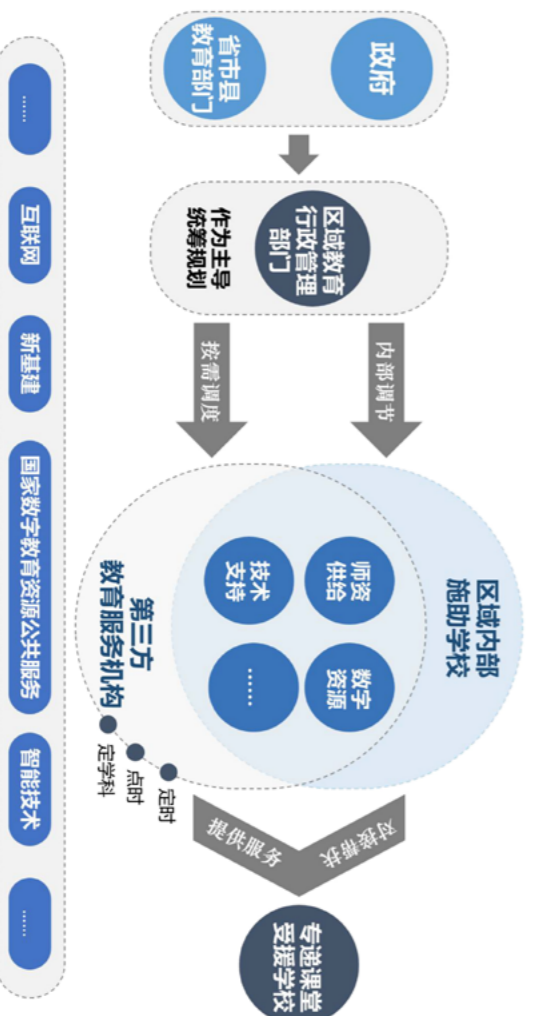 政府
省市县
教育部门
区域教育
行政管理
部门
作为主导
统筹规划
内部调节
按需调度
区域内部
施助学校
师资
供给
数字
资源
技术
支持
……
第三方
教育服务机构
定时
点时
定学科
对接帮扶
提供服务
专递课堂
受援学校
……
互联网
新基建
国家数字教育资源公共服务
智能技术
……